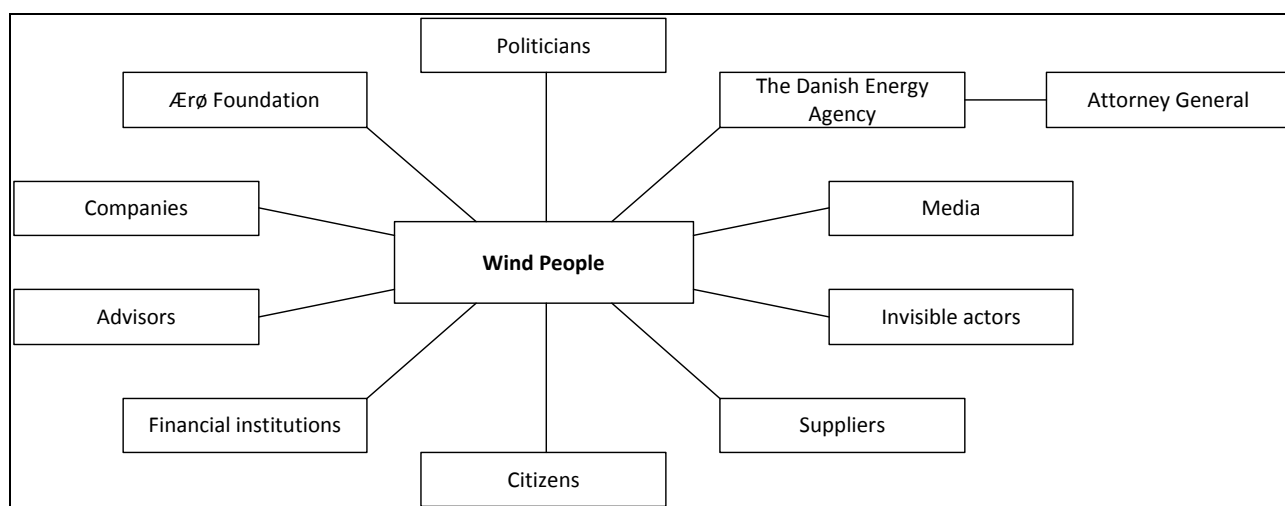 Politicians
Ærø Foundation
The Danish Energy
Agency
Attorney General
Companies
Media
Wind People
Advisors
Invisible actors
Financial institutions
Suppliers
Citizens